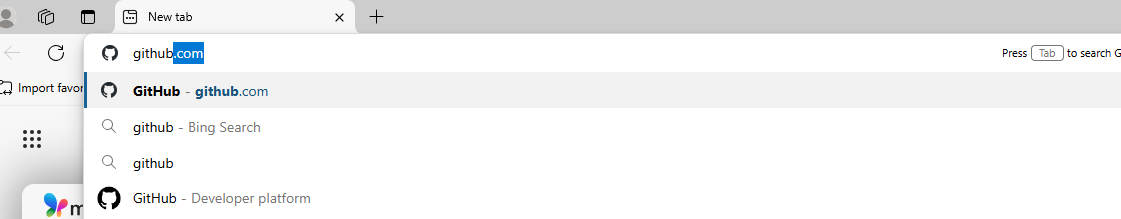 New tab
github.com
Press Tab to search G
GitHub - github.com
Import favor
github - Bing Search
github
GitHub - Developer platform
m